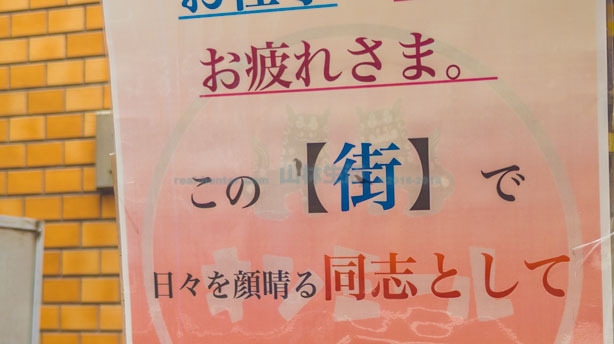 お疲れさま。
この【街】で
日々を顔晴る同志として